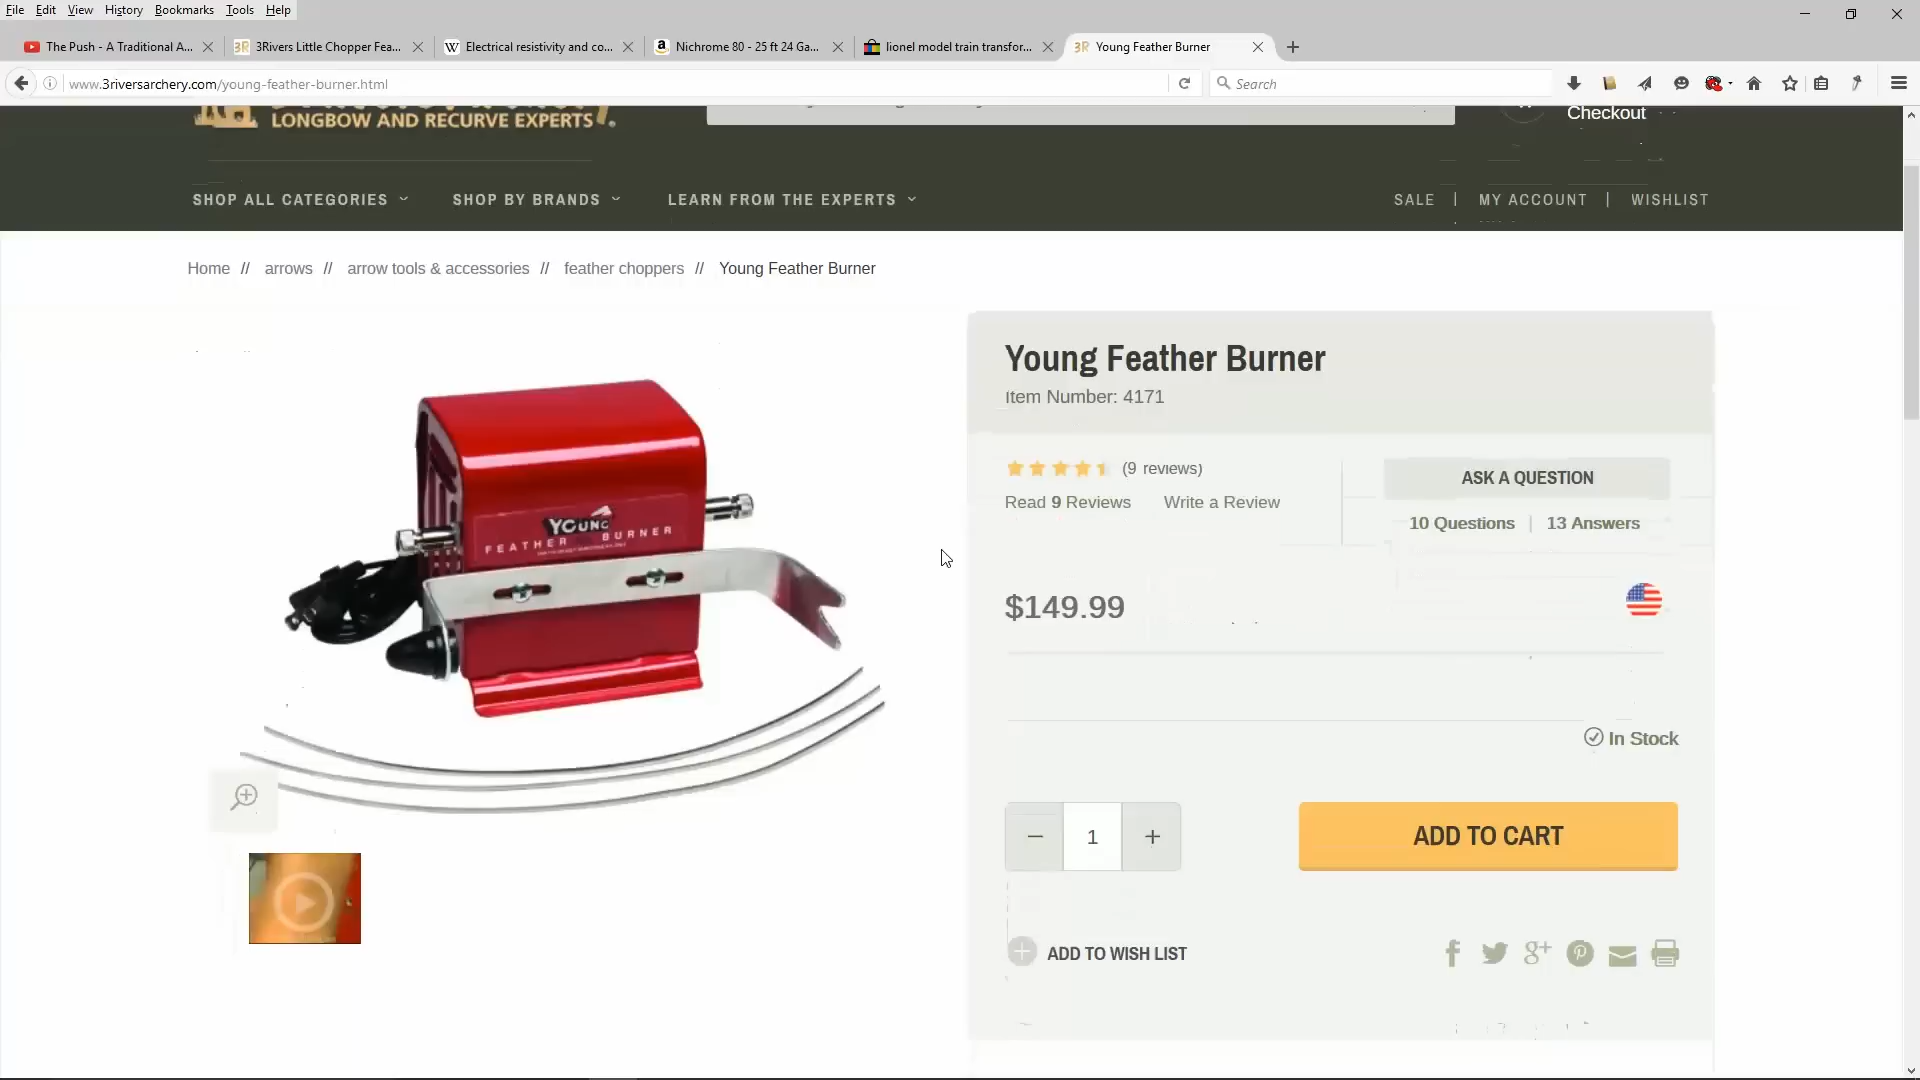 File Edit View History Bookmarks Tools Help
The Push - A Traditional A...
3Rivers Little Chopper Fea...
Electrical resistivity and co...
Nichrome 80 - 25 ft 24 Ga...
lionel model train transfor...
Young Feather Burner
www.3riversarchery.com/young-feather-burner.html
Search
LONGBOW AND RECURVE EXPERTS
Checkout
SHOP ALL CATEGORIES
SHOP BY BRANDS
LEARN FROM THE EXPERTS
SALE | MY ACCOUNT | WISHLIST
Home // arrows // arrow tools & accessories // feather choppers // Young Feather Burner
YOUNG
FEATHER BURNER
Young Feather Burner
Item Number: 4171
(9 reviews)
Read 9 Reviews
Write a Review
ASK A QUESTION
10 Questions | 13 Answers
$149.99
In Stock
1
ADD TO CART
ADD TO WISH LIST